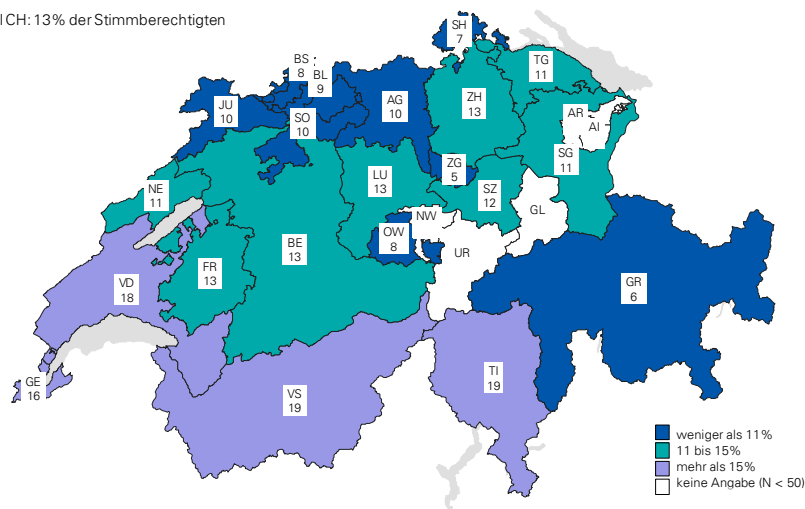 CH: 13% der Stimmberechtigten
SH
7
BS
8
BL
9
TG
11
JU
10
AG
10
ZH
13
SO
10
AR
AI
SG
11
ZG
5
LU
13
SZ
12
NE
11
GL
NW
OW
8
UR
BE
13
FR
13
VD
18
GR
6
TI
19
GE
16
VS
19
weniger als 11%
11 bis 15%
mehr als 15%
keine Angabe (N < 50)